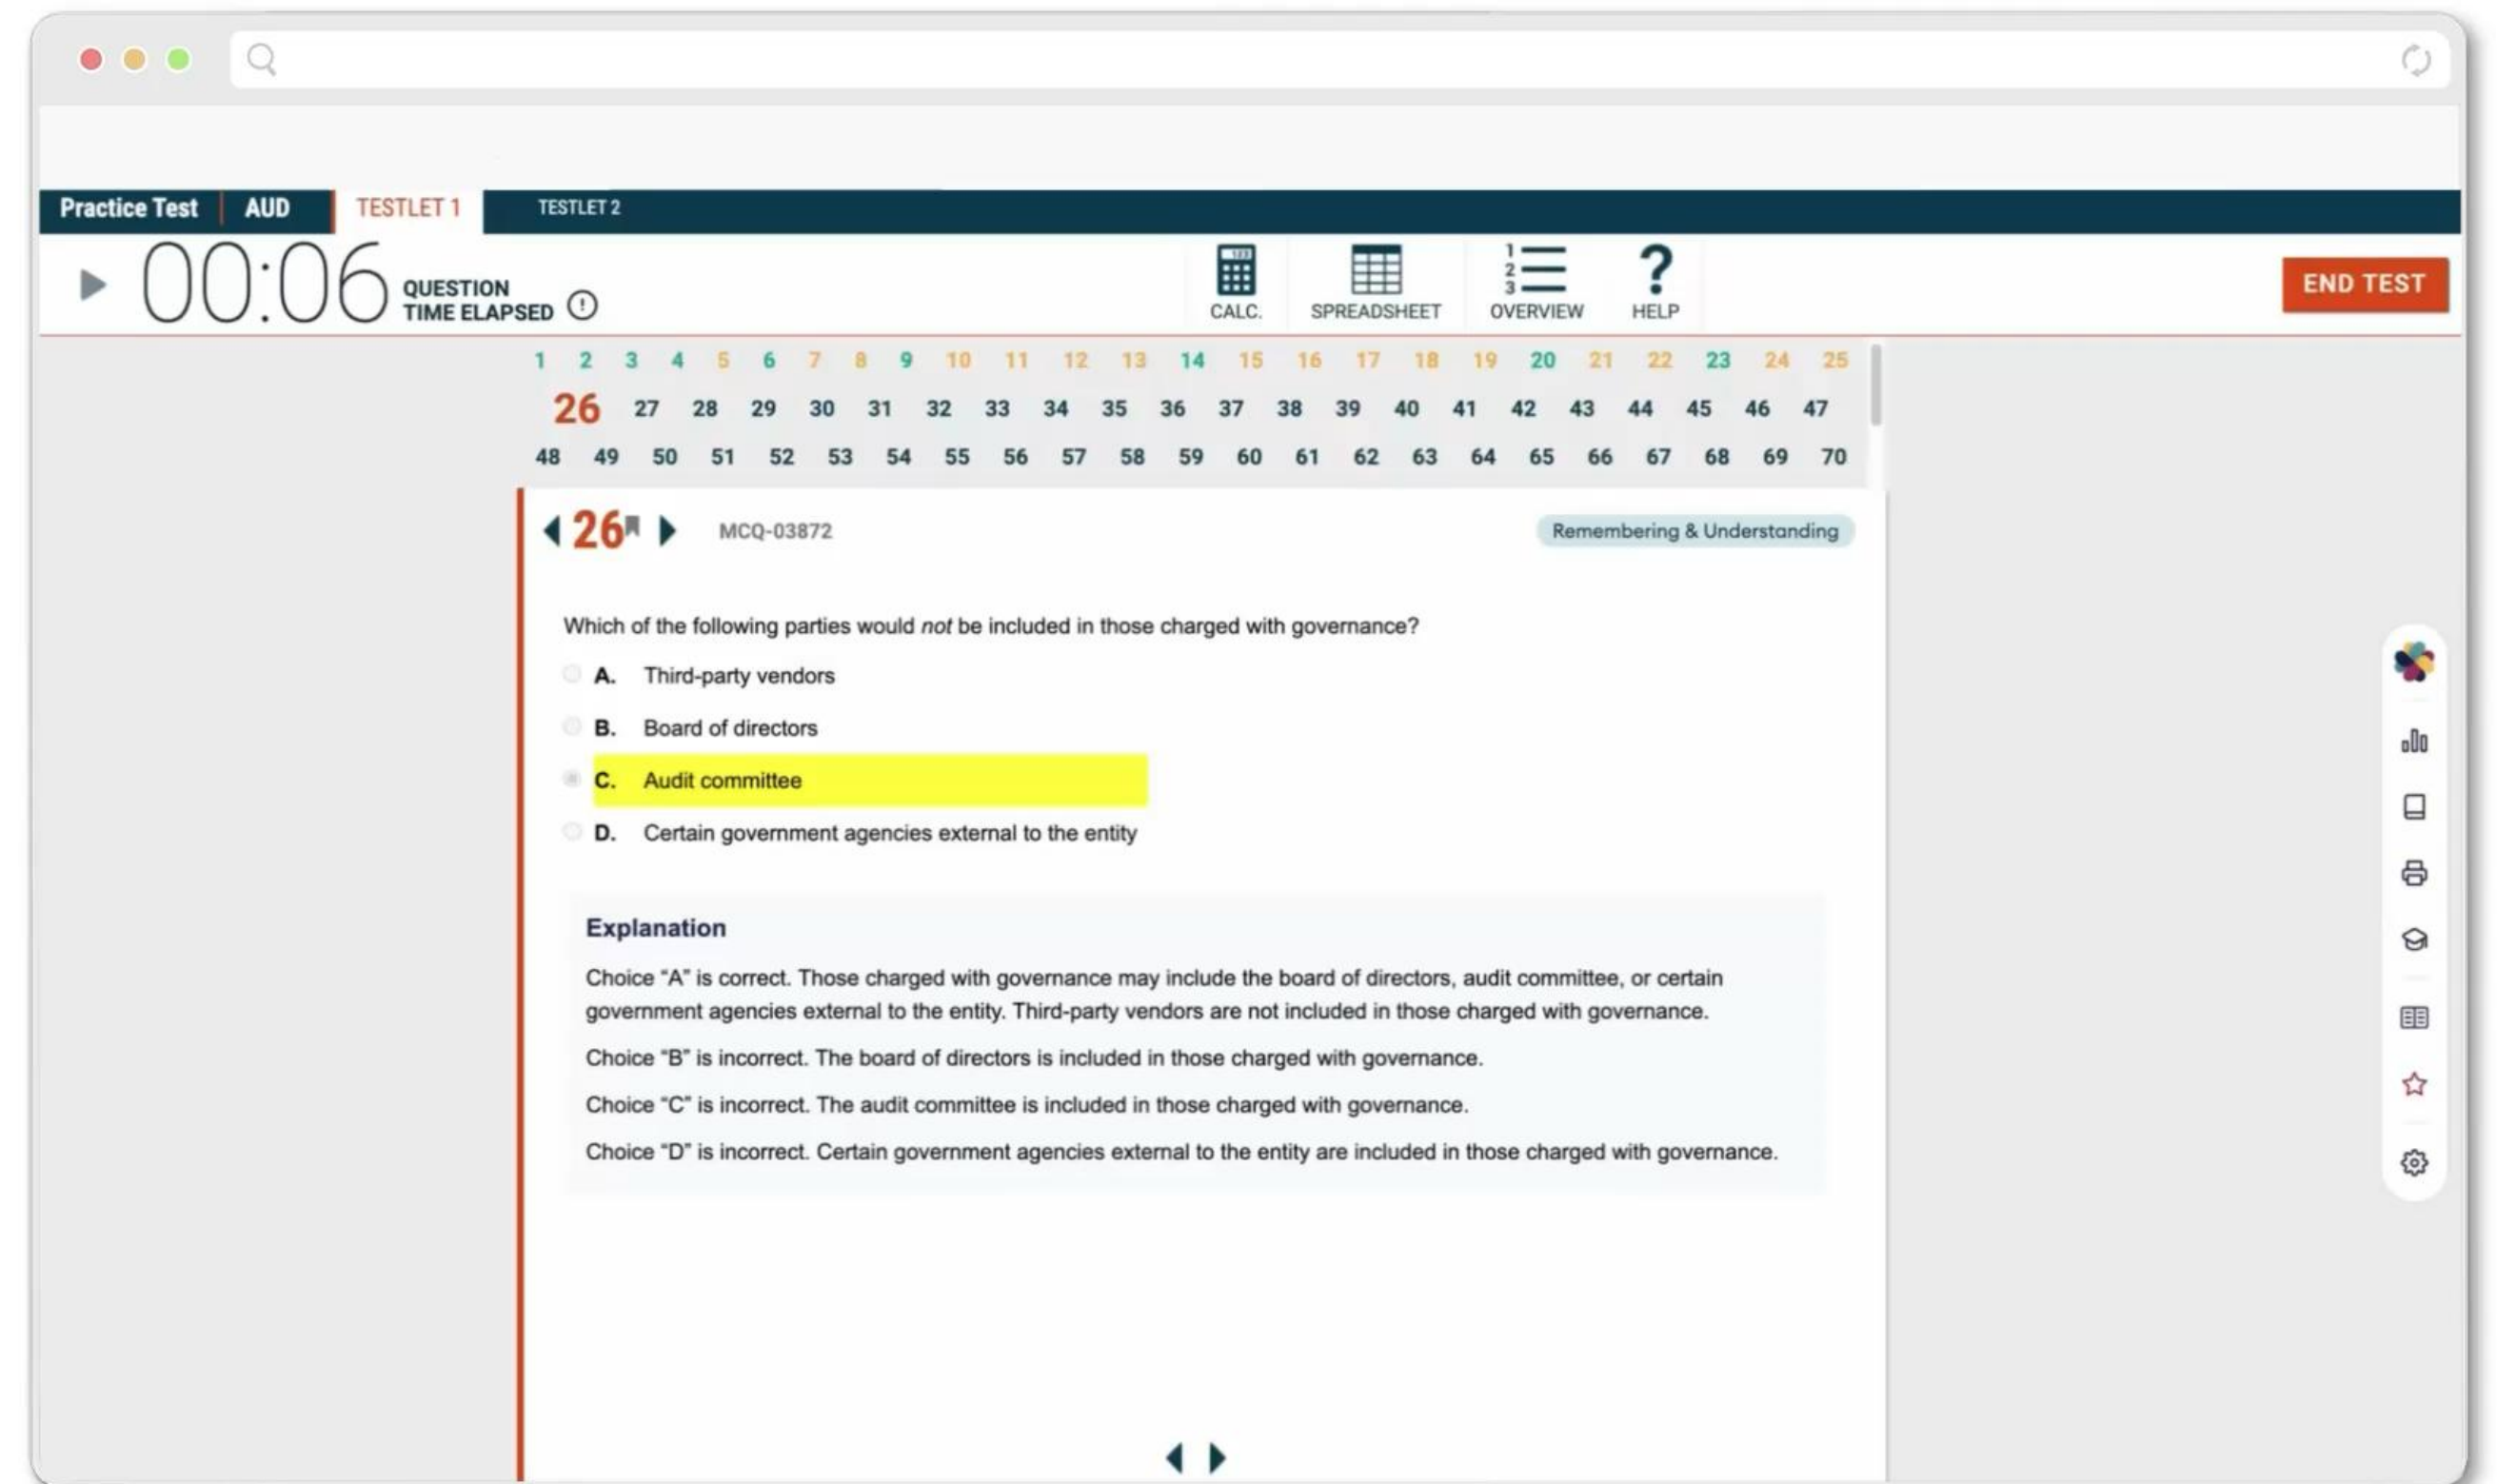 Practice Test AUD TESTLET 1 TESTLET 2
00:06 QUESTION TIME ELAPSED
123
CALC. SPREADSHEET
1 2 3
OVERVIEW
?
HELP
END TEST
1 2 3 4 5 6 7 8 9 10 11 12 13 14 15 16 17 18 19 20 21 22 23 24 25
26 27 28 29 30 31 32 33 34 35 36 37 38 39 40 41 42 43 44 45 46 47
48 49 50 51 52 53 54 55 56 57 58 59 60 61 62 63 64 65 66 67 68 69 70
26 MCQ-03872 Remembering & Understanding
Which of the following parties would not be included in those charged with governance?
A. Third-party vendors
B. Board of directors
C. Audit committee
D. Certain government agencies external to the entity
Explanation
Choice “A” is correct. Those charged with governance may include the board of directors, audit committee, or certain
government agencies external to the entity. Third-party vendors are not included in those charged with governance.
Choice “B” is incorrect. The board of directors is included in those charged with governance.
Choice “C” is incorrect. The audit committee is included in those charged with governance.
Choice “D” is incorrect. Certain government agencies external to the entity are included in those charged with governance.